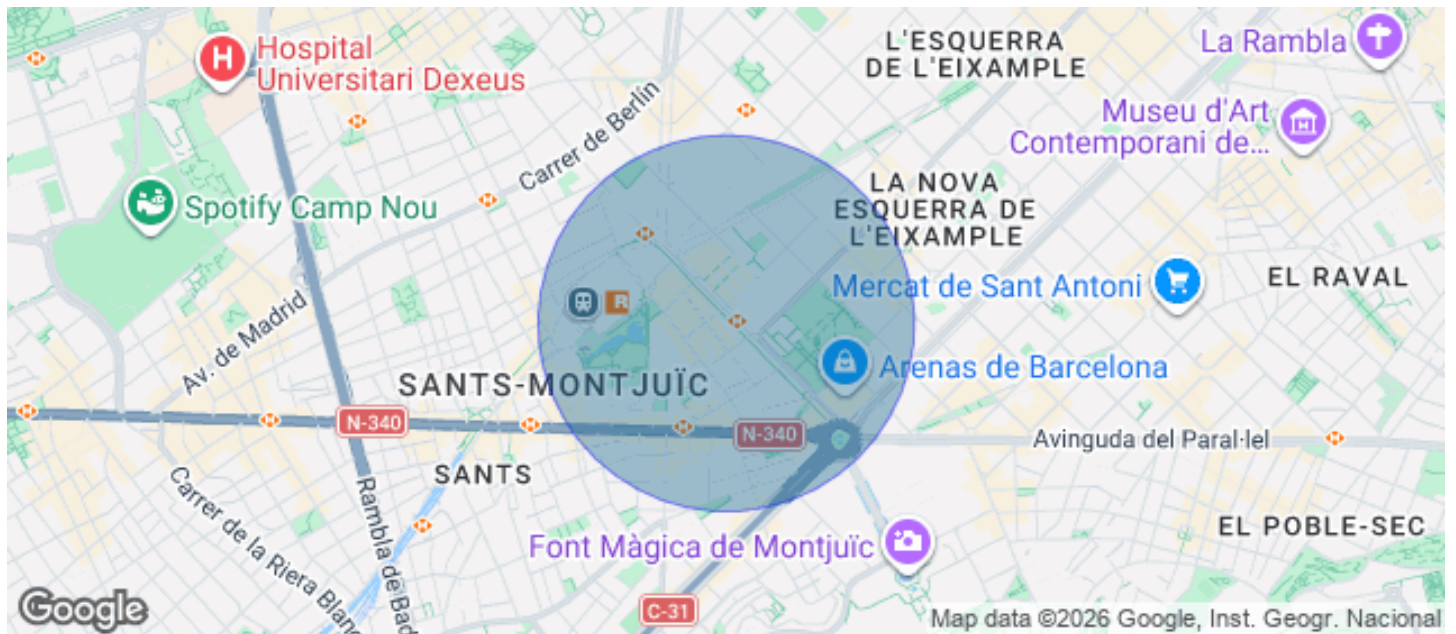 Hospital
Universitari Dexeus
L'ESQUERRA
DE L'EIXAMPLE
La Rambla
Museu d'Art
Contemporani de...
Carrer de Berlín
Spotify Camp Nou
LA NOVA
ESQUERRA DE
L'EIXAMPLE
Mercat de Sant Antoni
EL RAVAL
R
Av. de Madrid
Arenas de Barcelona
SANTS-MONTJUÏC
N-340
N-340
Avinguda del Paral·lel
SANTS
Carrer de la Riera Blanc
Rambla de Bad
EL POBLE-SEC
Font Màgica de Montjuïc
C-31
Google
Map data ©2026 Google, Inst. Geogr. Nacional